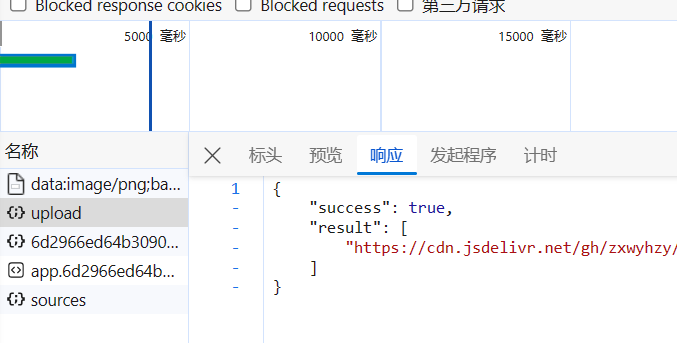 Blocked response cookies Blocked requests 第三方请求
5000 毫秒 10000 毫秒 15000 毫秒
名称
标头 预览 响应 发起程序 计时
data:image/png;ba...
upload
6d2966ed64b3090...
app.6d2966ed64b...
sources
1 {
- "success": true,
- "result": [
- "https://cdn.jsdelivr.net/gh/zxwyhzy/
- ]
- }